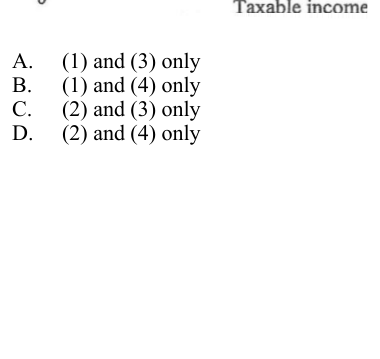 Taxable income
A. (1) and (3) only
B. (1) and (4) only
C. (2) and (3) only
D. (2) and (4) only